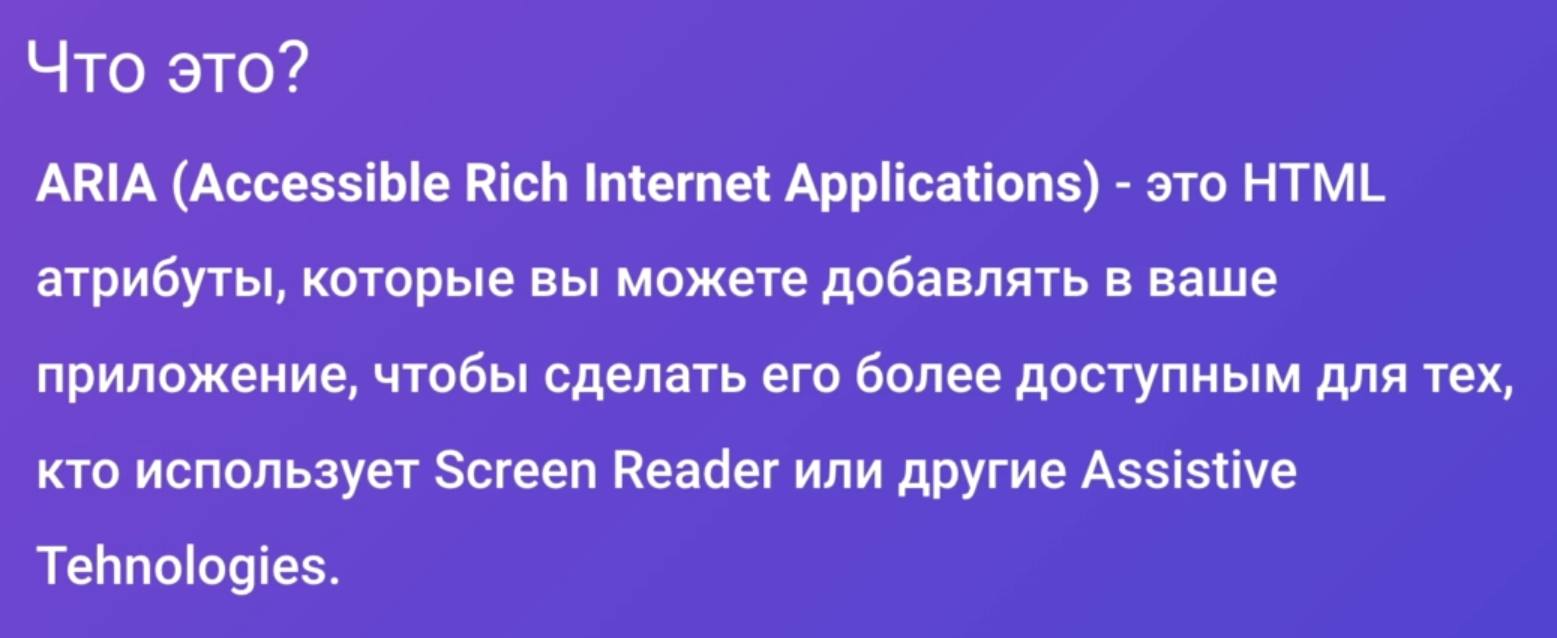 Что это?
ARIA (Accessible Rich Internet Applications) - это HTML
атрибуты, которые вы можете добавлять в ваше
приложение, чтобы сделать его более доступным для тех,
кто использует Screen Reader или другие Assistive
Tehnologies.